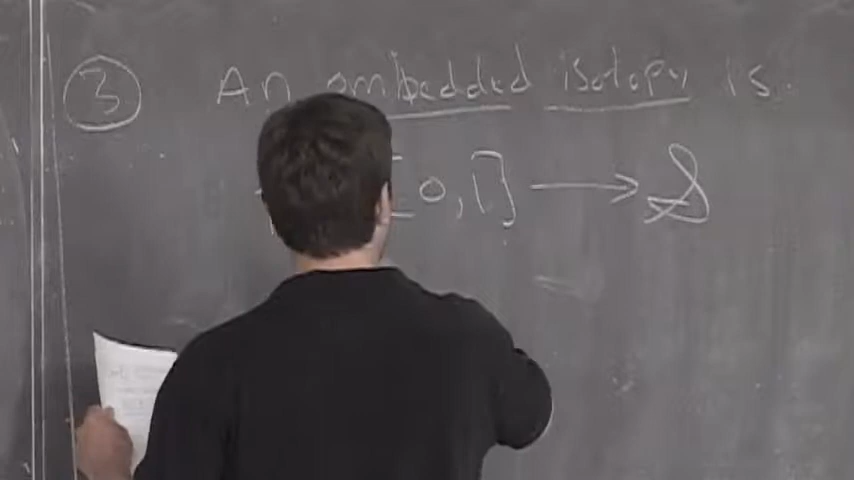 ③ An embedded isotopy is
[0,1] ⟶ S